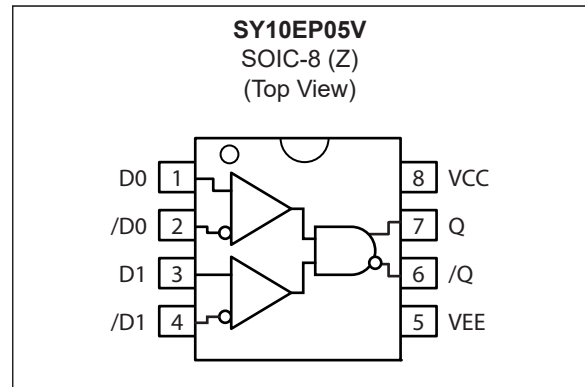 SY10EP05V
SOIC-8 (Z)
(Top View)
D0 1 8 VCC
/D0 2 7 Q
D1 3 6 /Q
/D1 4 5 VEE